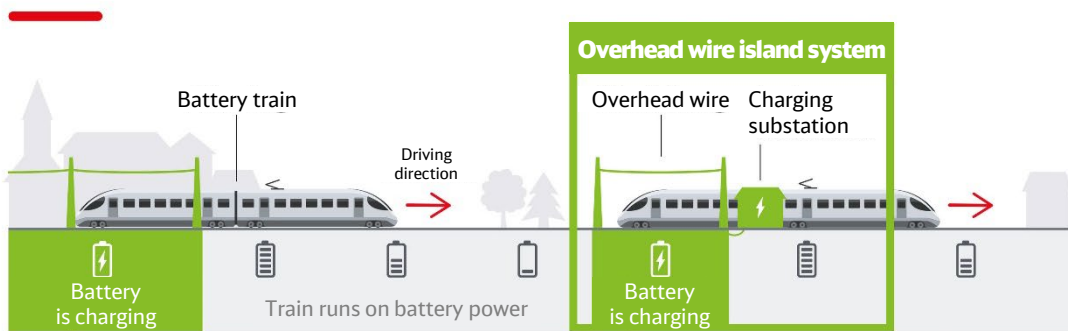 Overhead wire island system
Battery train
Overhead wire
Charging
substation
Driving
direction
Battery
is charging
Train runs on battery power
Battery
is charging